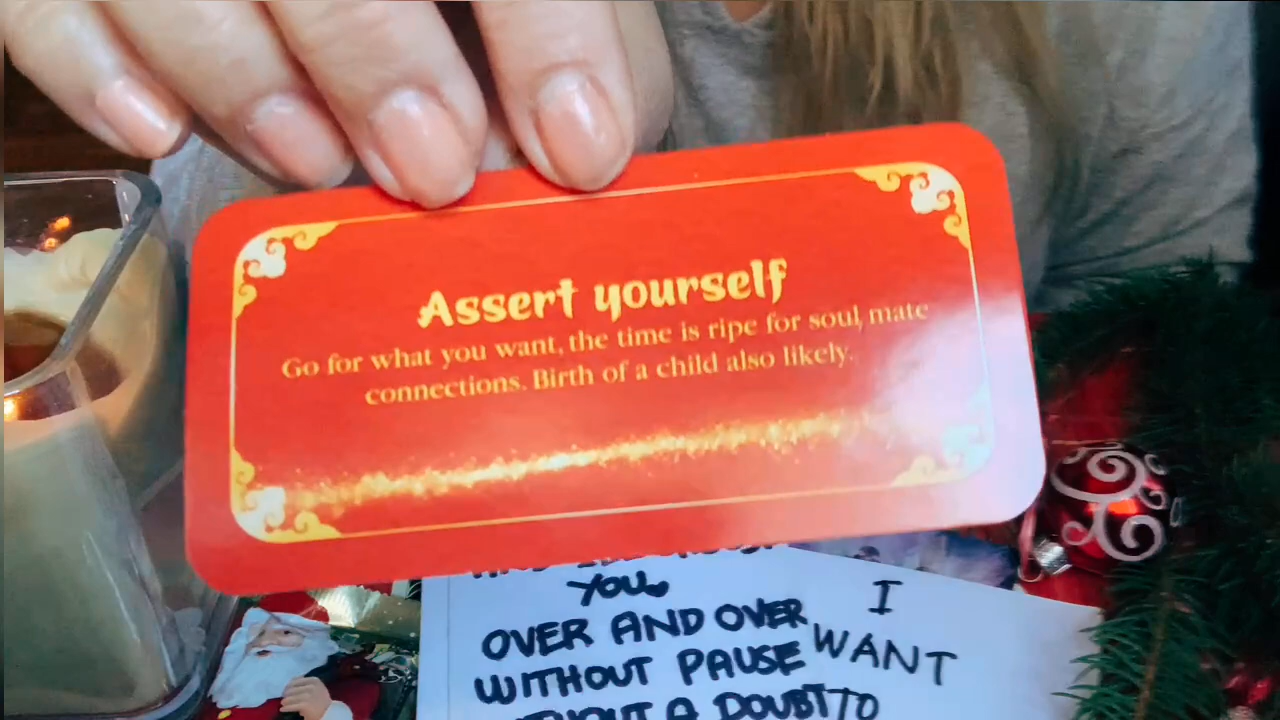 Assert yourself
Go for what you want, the time is ripe for soul mate
connections. Birth of a child also likely.
YOU
OVER AND OVER
WITHOUT PAUSE
A DOUBT
I
WANT
TO